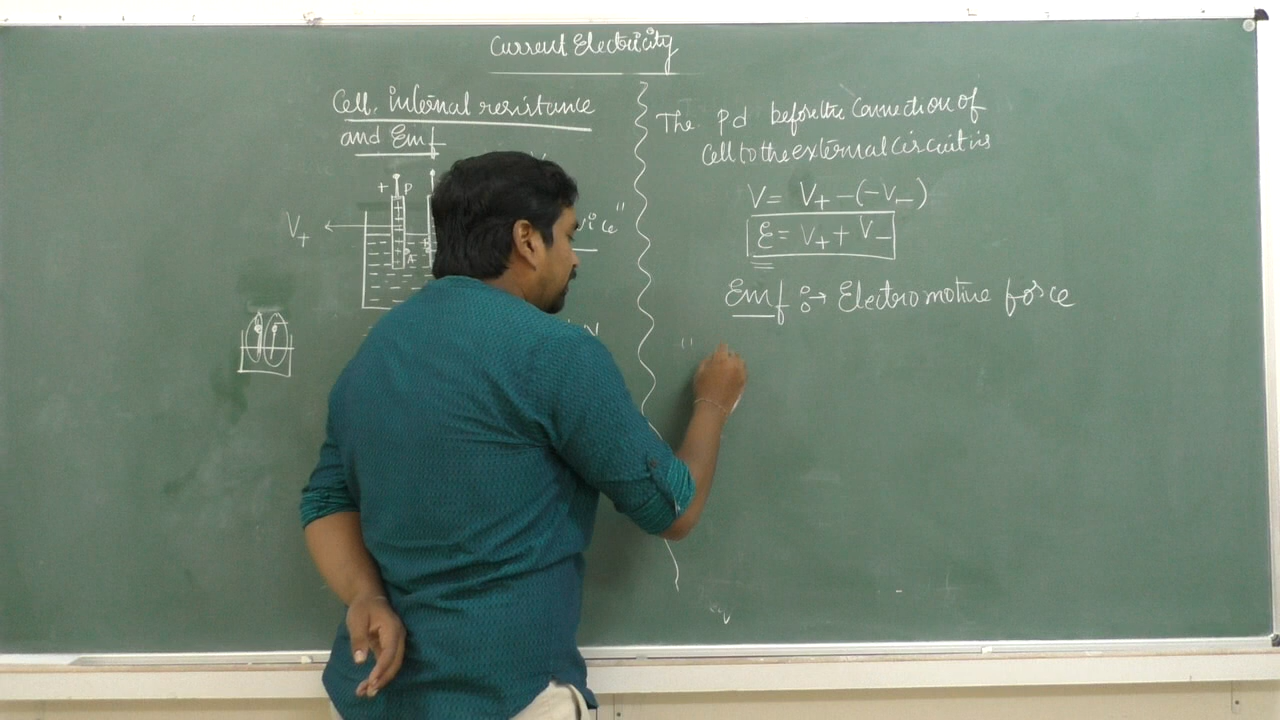 Current Electricity
Cell, internal resistance
and Emf
+ P
V+
The pd before the Connection of
Cell to the external circuit is
V = V+ - (-V-)
ℰ = V+ + V-
Emf :→ Electromotive force
"